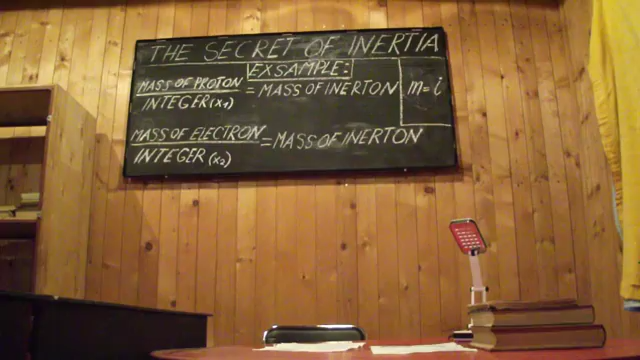 THE SECRET OF INERTIA
EXSAMPLE:
MASS OF PROTON = MASS OF INERTON
INTEGER (x1)
m=i
MASS OF ELECTRON = MASS OF INERTON
INTEGER (x2)